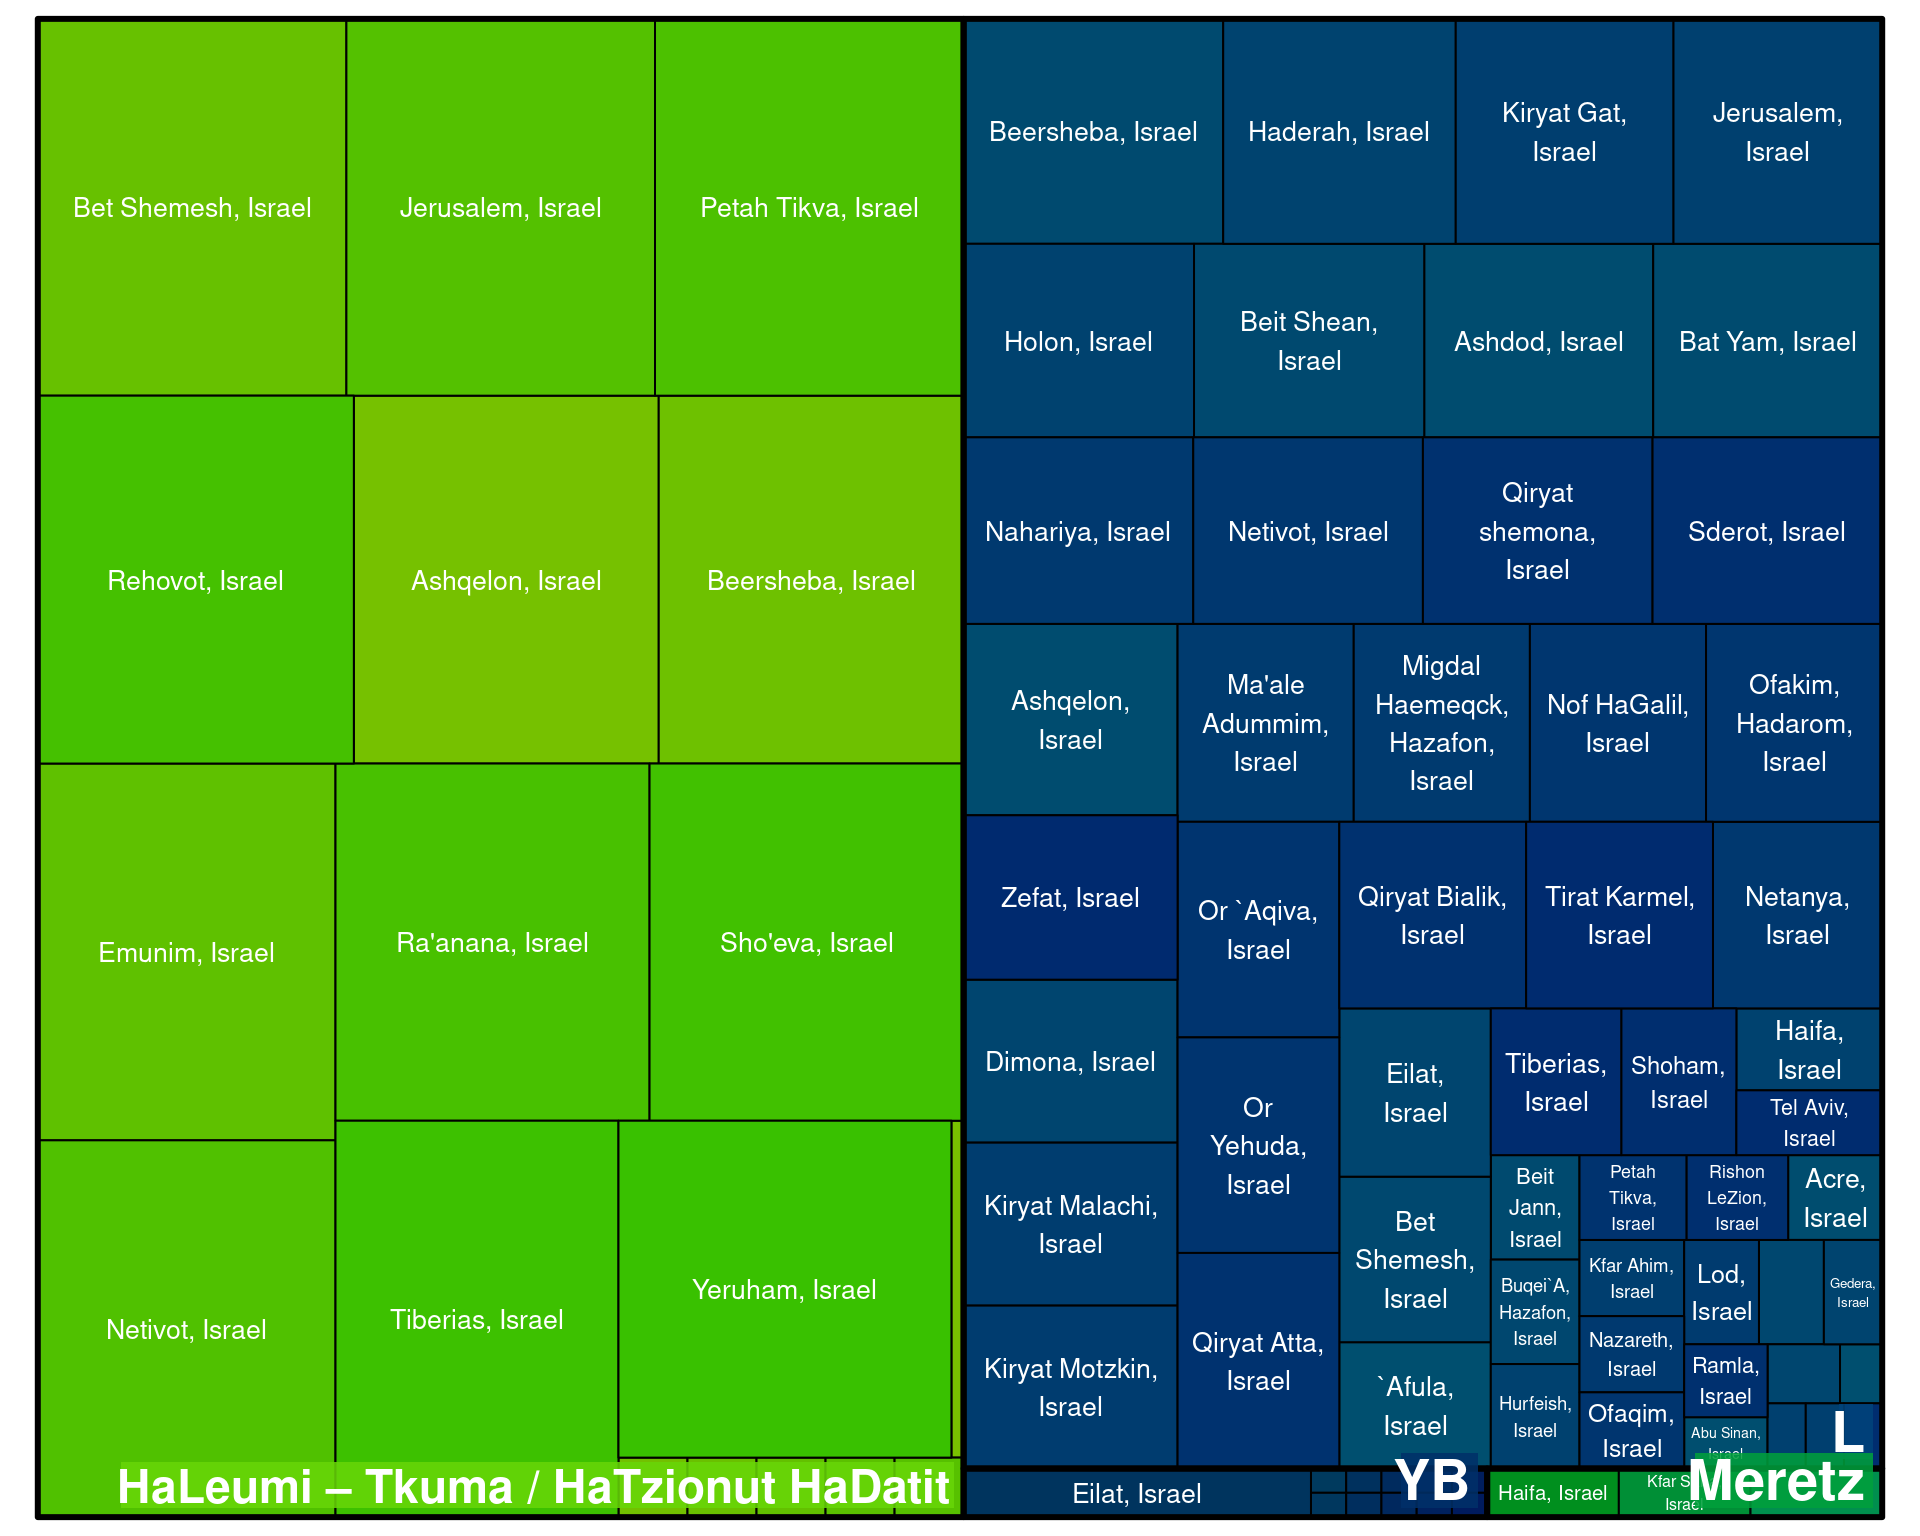 Bet Shemesh, Israel
Jerusalem, Israel
Petah Tikva, Israel
Rehovot, Israel
Ashqelon, Israel
Beersheba, Israel
Emunim, Israel
Ra'anana, Israel
Sho'eva, Israel
Netivot, Israel
Tiberias, Israel
Yeruham, Israel
HaLeumi – Tkuma / HaTzionut HaDatit
Beersheba, Israel
Haderah, Israel
Kiryat Gat,
Israel
Jerusalem,
Israel
Holon, Israel
Beit Shean,
Israel
Ashdod, Israel
Bat Yam, Israel
Nahariya, Israel
Netivot, Israel
Qiryat
shemona,
Israel
Sderot, Israel
Ashqelon,
Israel
Ma'ale
Adummim,
Israel
Migdal
Haemeqck,
Hazafon,
Israel
Nof HaGalil,
Israel
Ofakim,
Hadarom,
Israel
Zefat, Israel
Or `Aqiva,
Israel
Qiryat Bialik,
Israel
Tirat Karmel,
Israel
Netanya,
Israel
Dimona, Israel
Or
Yehuda,
Israel
Eilat,
Israel
Tiberias,
Israel
Shoham,
Israel
Haifa,
Israel
Tel Aviv,
Israel
Kiryat Malachi,
Israel
Bet
Shemesh,
Israel
Beit
Jann,
Israel
Petah
Tikva,
Israel
Rishon
LeZion,
Israel
Acre,
Israel
Kiryat Motzkin,
Israel
Qiryat Atta,
Israel
`Afula,
Israel
Buqei`A,
Hazafon,
Israel
Kfar Ahim,
Israel
Lod,
Israel
Gedera,
Israel
Nazareth,
Israel
Ramla,
Israel
Hurfeish,
Israel
Ofaqim,
Israel
Abu Sinan,
Israel
L
Eilat, Israel
YB
Haifa, Israel
Kfar
Israel
Meretz